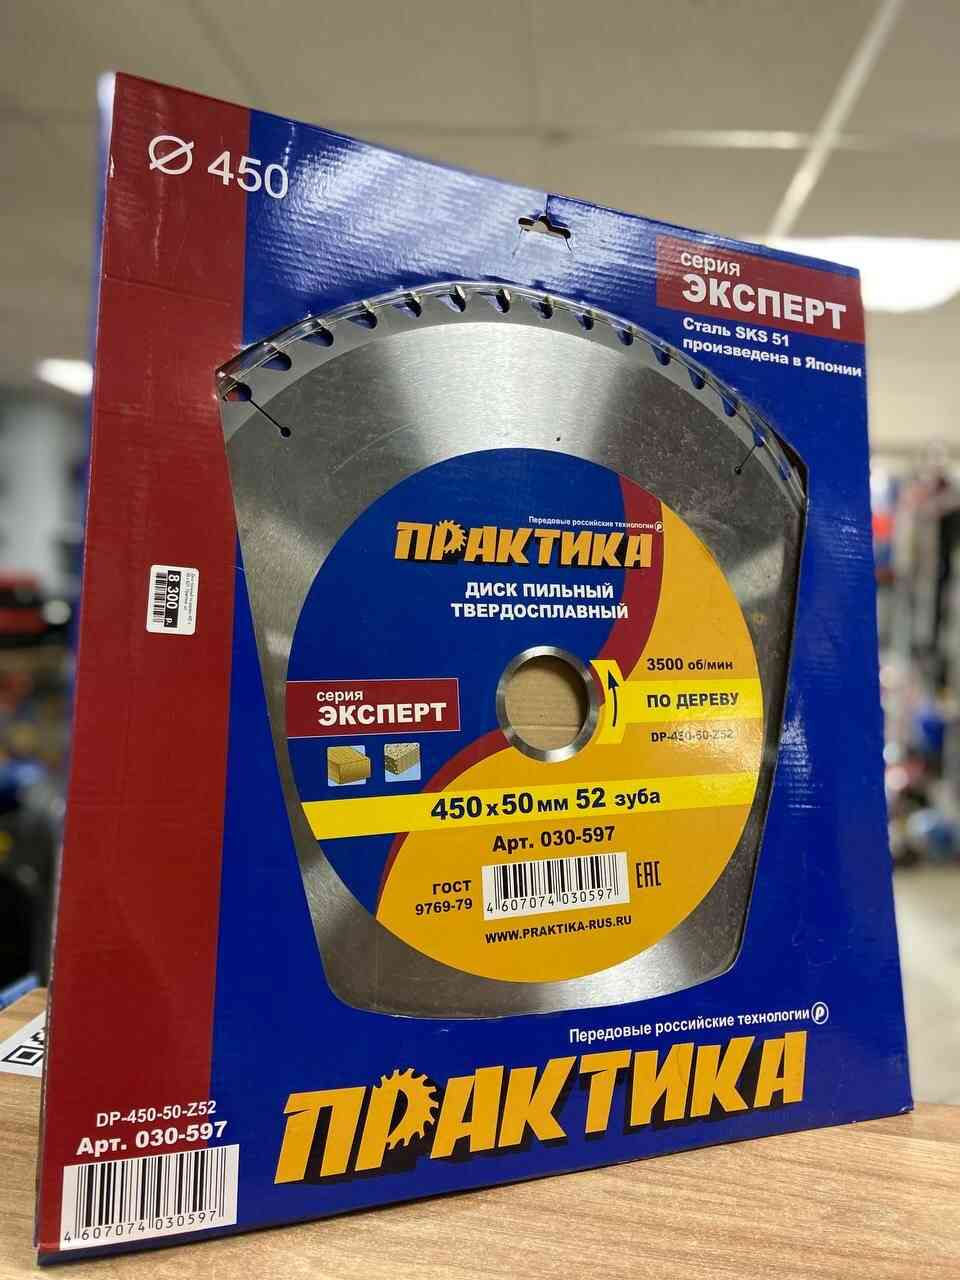 Ø 450
серия
ЭКСПЕРТ
Сталь SKS 51
произведена в Японии
Передовые российские технологии
ПРАКТИКА
ДИСК ПИЛЬНЫЙ
ТВЕРДОСПЛАВНЫЙ
3500 об/мин
ПО ДЕРЕВУ
DP-450-50-Z52
серия
ЭКСПЕРТ
450x50 мм 52 зуба
Арт. 030-597
ГОСТ
9769-79
4 607074 030597
ЕАС
WWW.PRAKTIKA-RUS.RU
8 300 р.
Передовые российские технологии
ПРАКТИКА
DP-450-50-Z52
Арт. 030-597
4 607074 030597